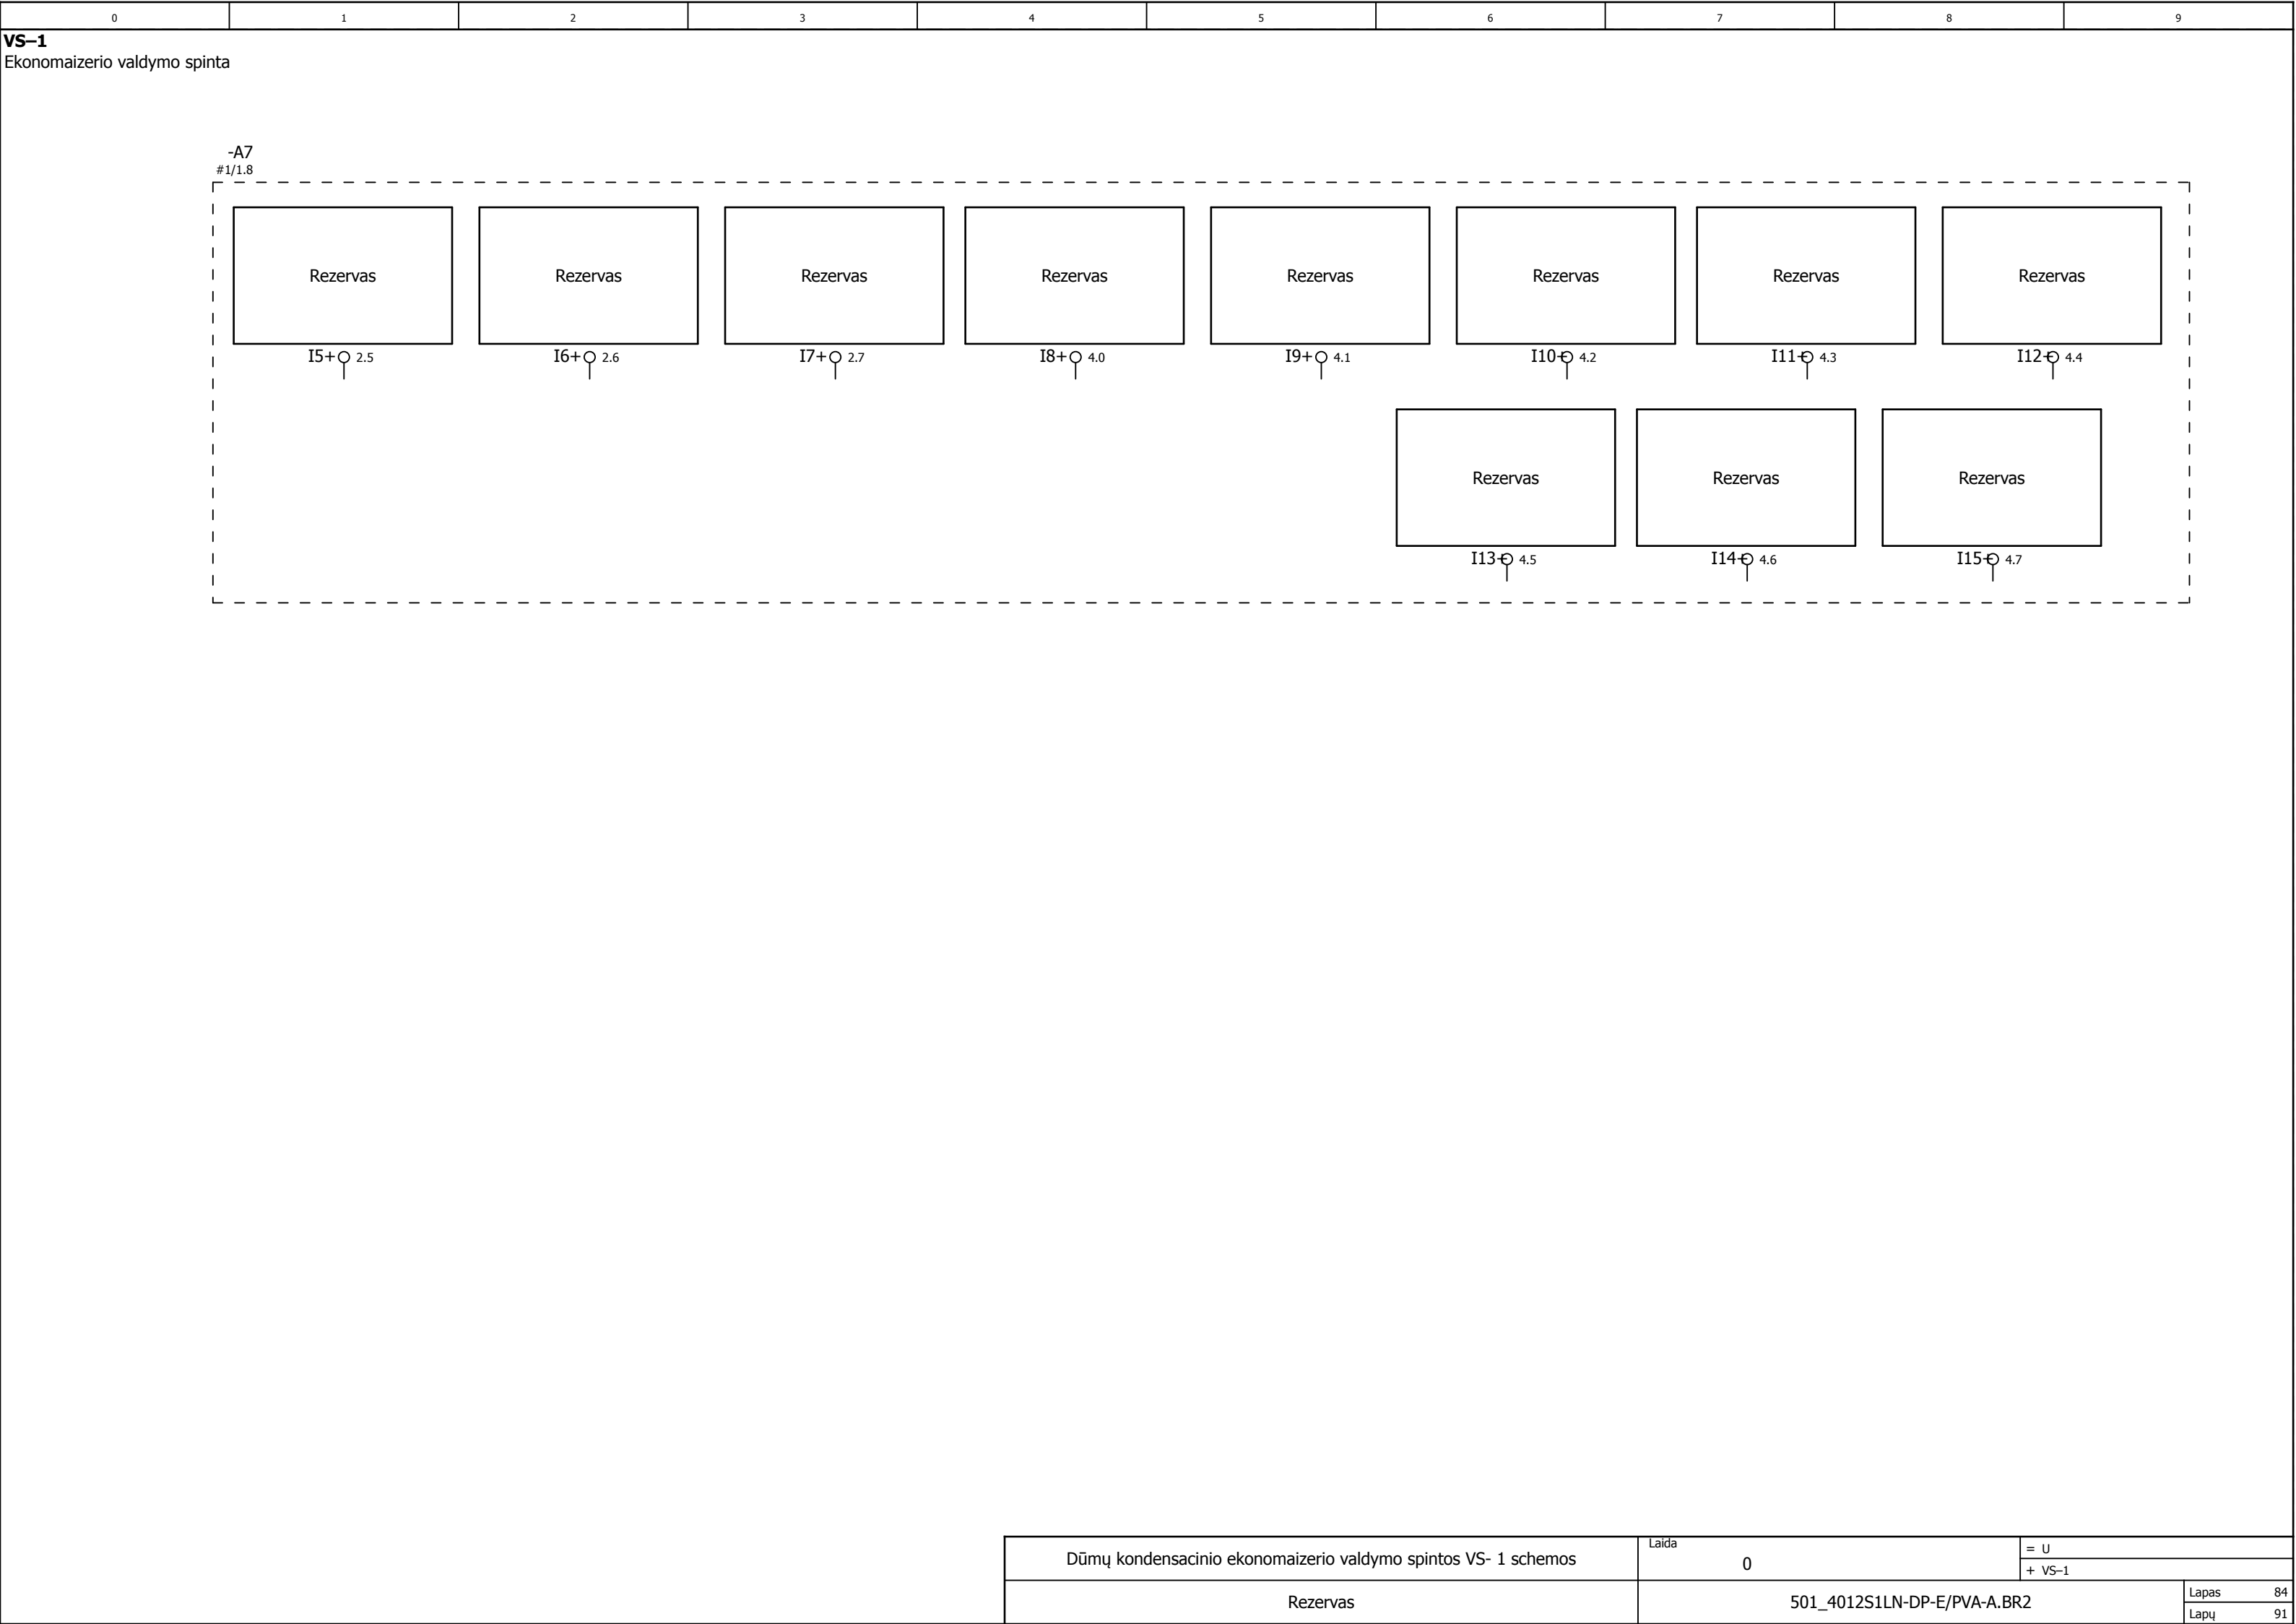 0 1 2 3 4 5 6 7 8 9
VS–1
Ekonomaizerio valdymo spinta
-A7
#1/1.8
Rezervas Rezervas Rezervas Rezervas Rezervas Rezervas Rezervas Rezervas
I5+ 2.5 I6+ 2.6 I7+ 2.7 I8+ 4.0 I9+ 4.1 I10+ 4.2 I11+ 4.3 I12+ 4.4
Rezervas Rezervas Rezervas
I13+ 4.5 I14+ 4.6 I15+ 4.7
Dūmų kondensacinio ekonomaizerio valdymo spintos VS- 1 schemos
Laida
0
= U
+ VS–1
Rezervas
501_4012S1LN-DP-E/PVA-A.BR2
Lapas 84
Lapų 91